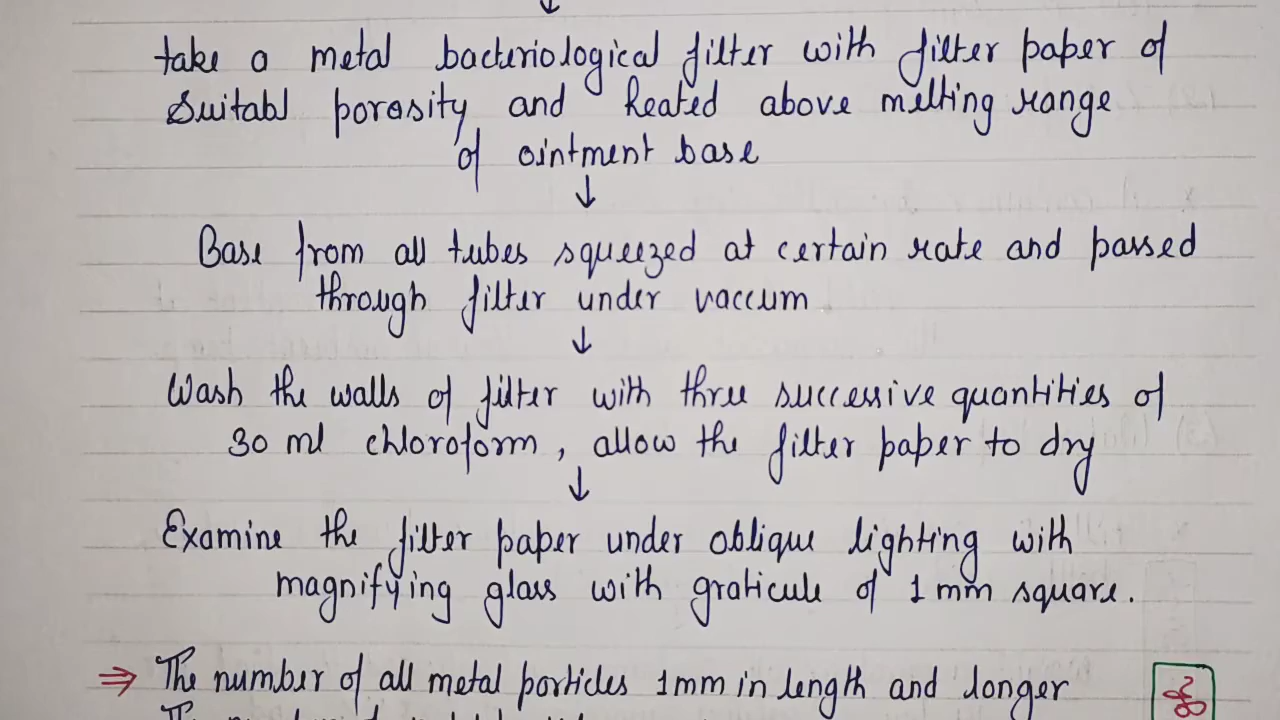 ↓
take a metal bacteriological filter with filter paper of
suitabl porosity and heated above melting range
of ointment base
↓
Base from all tubes squeezed at certain rate and passed
through filter under vaccum
↓
Wash the walls of filter with three successive quantities of
30 ml chloroform, allow the filter paper to dry
↓
Examine the filter paper under oblique lighting with
magnifying glass with graticule of 1 mm square.
⇒ The number of all metal particles 1mm in length and longer